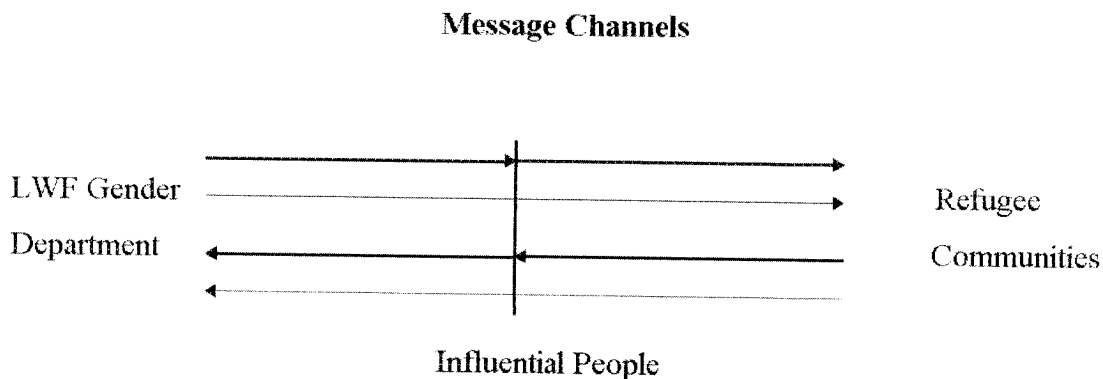 Message Channels
LWF Gender
Department
Refugee
Communities
Influential People